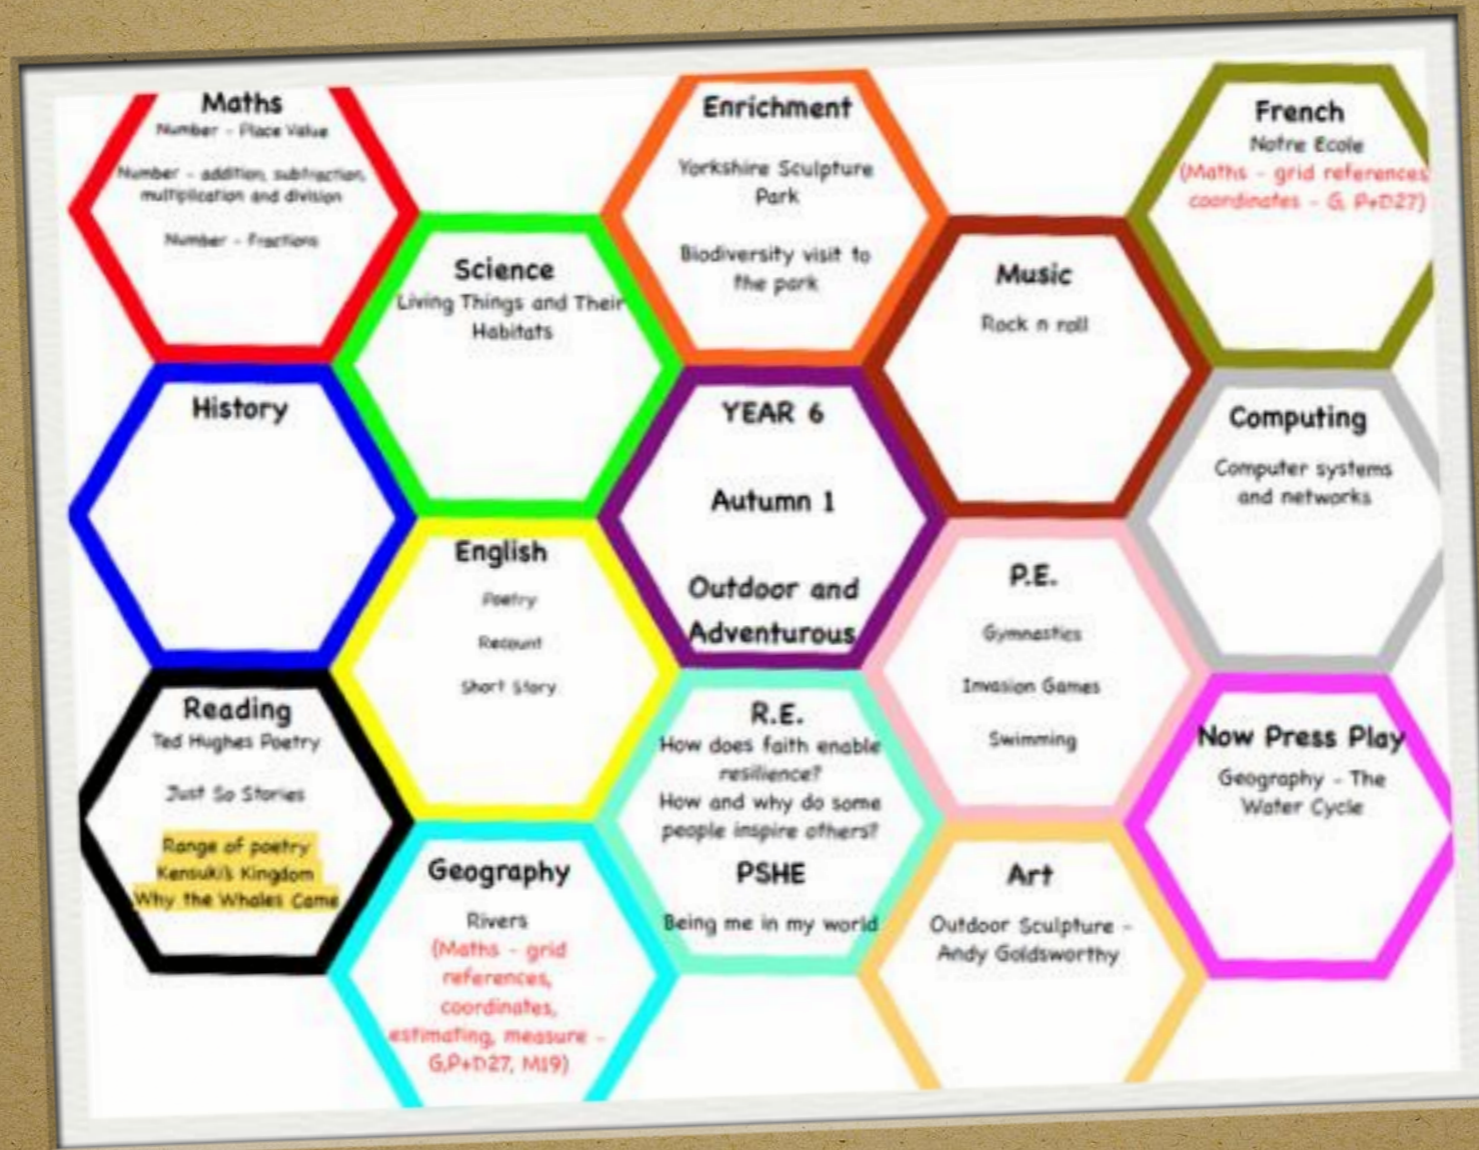 Maths
Number - Place Value
Number - addition, subtraction,
multiplication and division
Number - Fractions
Enrichment
Yorkshire Sculpture
Park
Biodiversity visit to
the park
French
Notre Ecole
(Maths - grid references
coordinates - G, P+D27)
Science
Living Things and Their
Habitats
Music
Rock n roll
History
YEAR 6
Autumn 1
Outdoor and
Adventurous
Computing
Computer systems
and networks
English
Poetry
Recount
Short Story
P.E.
Gymnastics
Invasion Games
Swimming
Reading
Ted Hughes Poetry
Just So Stories
Range of poetry
Kensuki's Kingdom
Why the Whales Came
R.E.
How does faith enable
resilience?
How and why do some
people inspire others?
PSHE
Being me in my world
Now Press Play
Geography - The
Water Cycle
Geography
Rivers
(Maths - grid
references,
coordinates,
estimating, measure -
G,P+D27, M19)
Art
Outdoor Sculpture -
Andy Goldsworthy